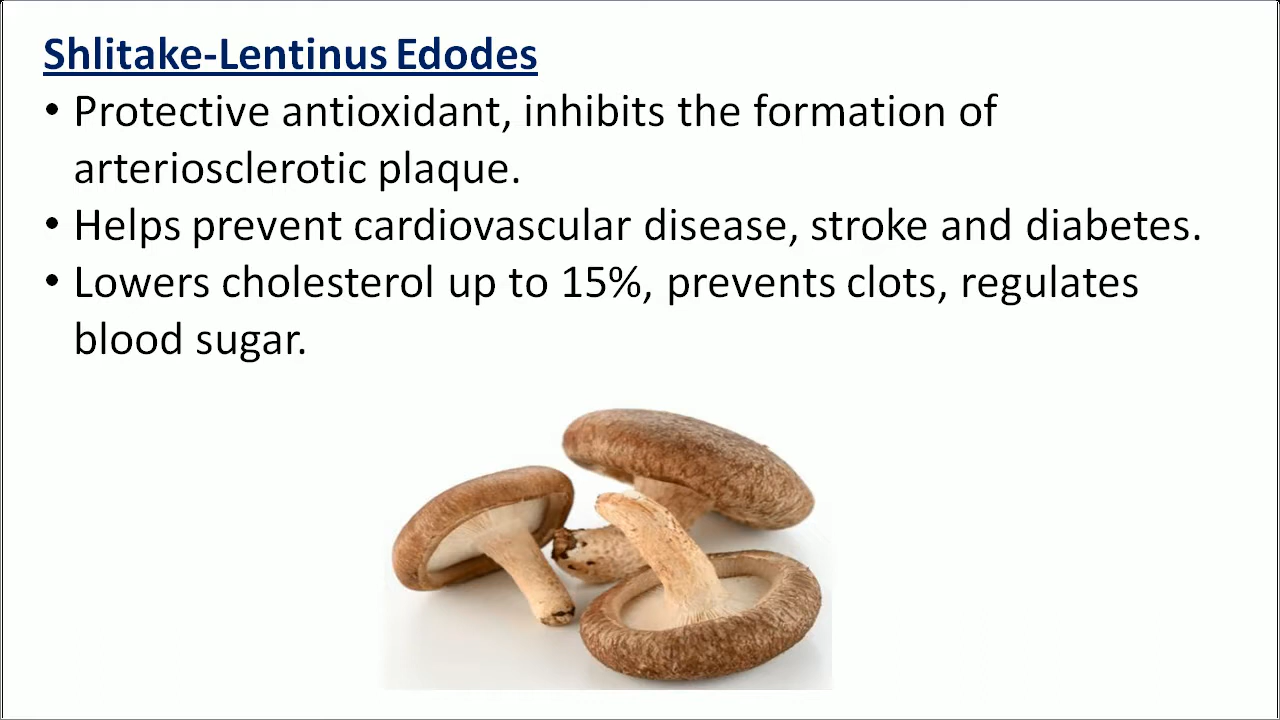 Shlitake-Lentinus Edodes
• Protective antioxidant, inhibits the formation of
arteriosclerotic plaque.
• Helps prevent cardiovascular disease, stroke and diabetes.
• Lowers cholesterol up to 15%, prevents clots, regulates
blood sugar.